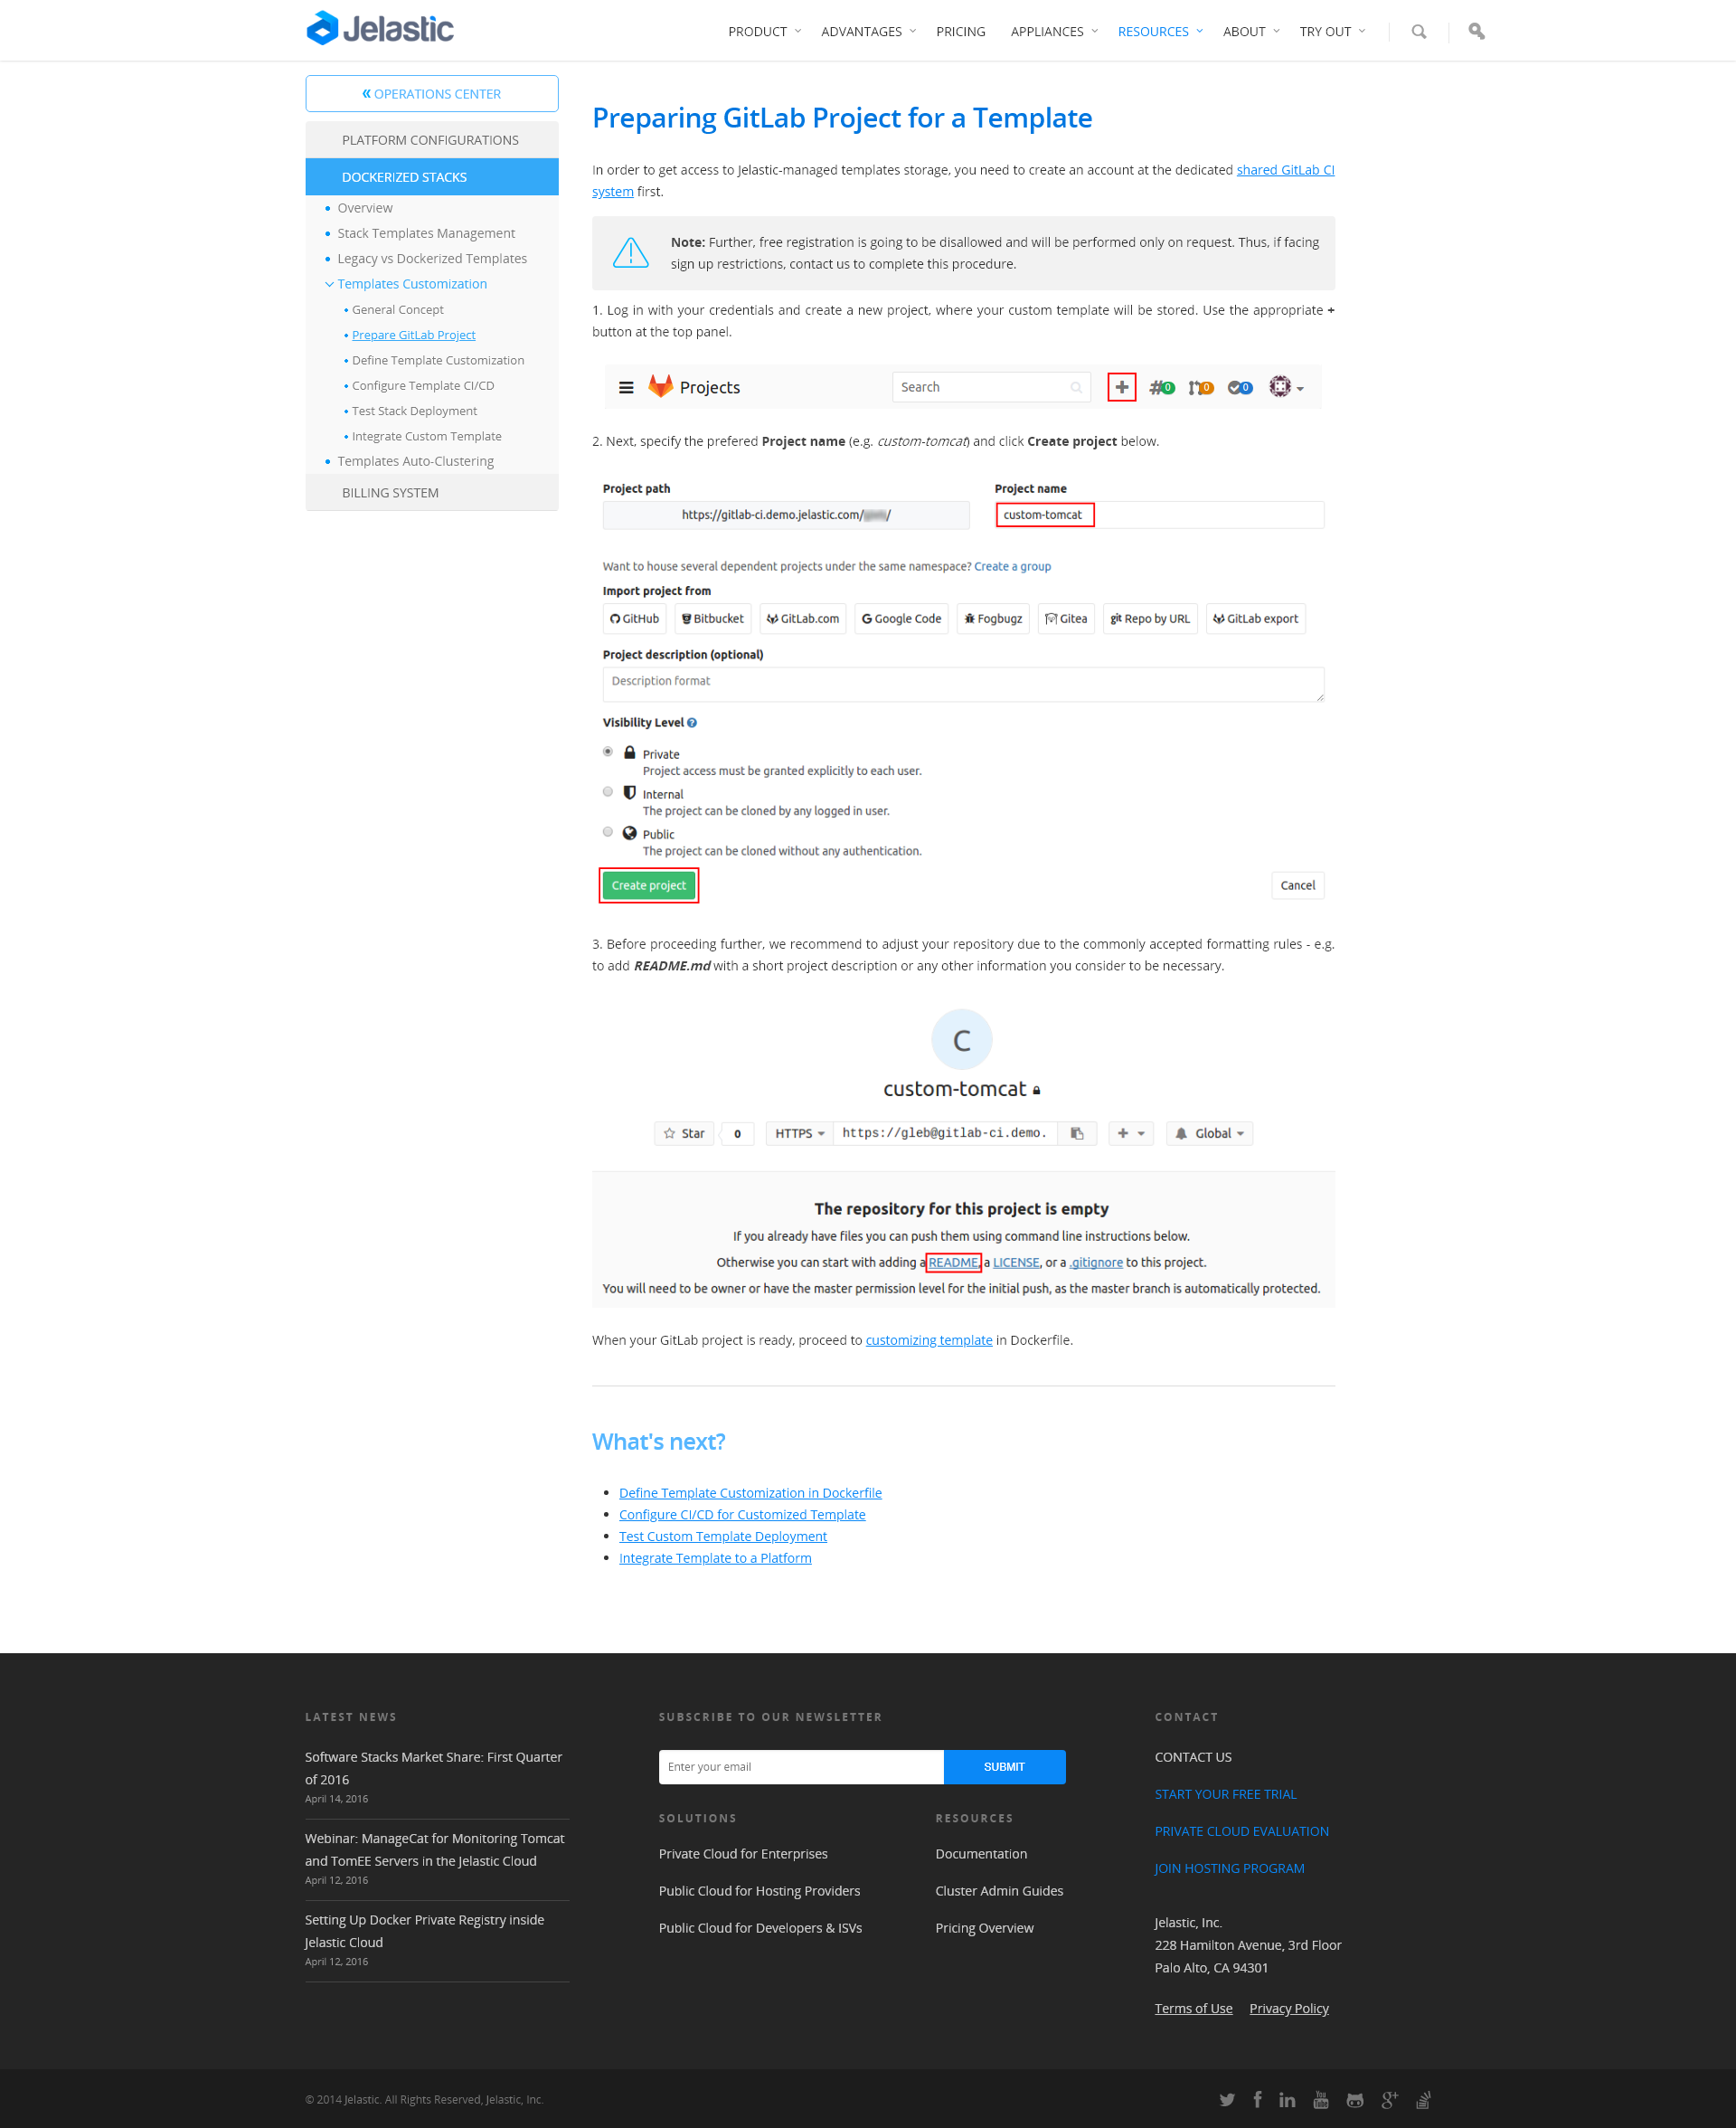 Jelastic
PRODUCT ADVANTAGES PRICING APPLIANCES RESOURCES ABOUT TRY OUT
« OPERATIONS CENTER
PLATFORM CONFIGURATIONS
DOCKERIZED STACKS
Overview
Stack Templates Management
Legacy vs Dockerized Templates
Templates Customization
General Concept
Prepare GitLab Project
Define Template Customization
Configure Template CI/CD
Test Stack Deployment
Integrate Custom Template
Templates Auto-Clustering
BILLING SYSTEM
Preparing GitLab Project for a Template
In order to get access to Jelastic-managed templates storage, you need to create an account at the dedicated shared GitLab CI
system first.
Note: Further, free registration is going to be disallowed and will be performed only on request. Thus, if facing
sign up restrictions, contact us to complete this procedure.
1. Log in with your credentials and create a new project, where your custom template will be stored. Use the appropriate +
button at the top panel.
Projects Search 0 0 0
2. Next, specify the prefered Project name (e.g. custom-tomcat) and click Create project below.
Project path Project name
https://gitlab-ci.demo.jelastic.com/ / custom-tomcat
Want to house several dependent projects under the same namespace? Create a group
Import project from
GitHub Bitbucket GitLab.com Google Code Fogbugz Gitea git Repo by URL GitLab export
Project description (optional)
Description format
Visibility Level ?
Private
Project access must be granted explicitly to each user.
Internal
The project can be cloned by any logged in user.
Public
The project can be cloned without any authentication.
Create project Cancel
3. Before proceeding further, we recommend to adjust your repository due to the commonly accepted formatting rules - e.g.
to add README.md with a short project description or any other information you consider to be necessary.
C
custom-tomcat
Star 0 HTTPS https://gleb@gitlab-ci.demo. + Global
The repository for this project is empty
If you already have files you can push them using command line instructions below.
Otherwise you can start with adding a README, a LICENSE, or a .gitignore to this project.
You will need to be owner or have the master permission level for the initial push, as the master branch is automatically protected.
When your GitLab project is ready, proceed to customizing template in Dockerfile.
What's next?
Define Template Customization in Dockerfile
Configure CI/CD for Customized Template
Test Custom Template Deployment
Integrate Template to a Platform
LATEST NEWS
Software Stacks Market Share: First Quarter
of 2016
April 14, 2016
Webinar: ManageCat for Monitoring Tomcat
and TomEE Servers in the Jelastic Cloud
April 12, 2016
Setting Up Docker Private Registry inside
Jelastic Cloud
April 12, 2016
SUBSCRIBE TO OUR NEWSLETTER
Enter your email SUBMIT
SOLUTIONS
Private Cloud for Enterprises
Public Cloud for Hosting Providers
Public Cloud for Developers & ISVs
RESOURCES
Documentation
Cluster Admin Guides
Pricing Overview
CONTACT
CONTACT US
START YOUR FREE TRIAL
PRIVATE CLOUD EVALUATION
JOIN HOSTING PROGRAM
Jelastic, Inc.
228 Hamilton Avenue, 3rd Floor
Palo Alto, CA 94301
Terms of Use Privacy Policy
© 2014 Jelastic. All Rights Reserved, Jelastic, Inc.